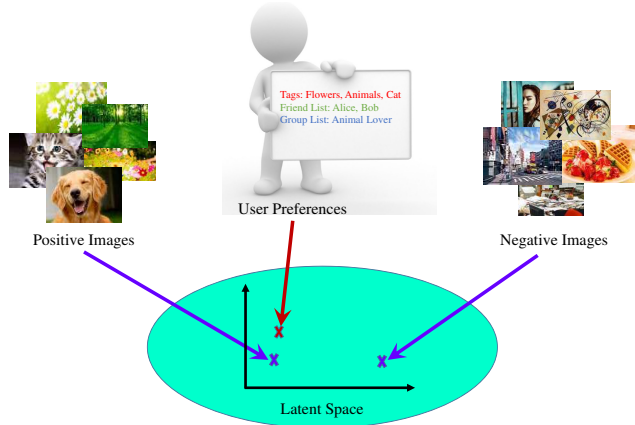 Tags: Flowers, Animals, Cat
Friend List: Alice, Bob
Group List: Animal Lover
User Preferences
Positive Images
Negative Images
Latent Space